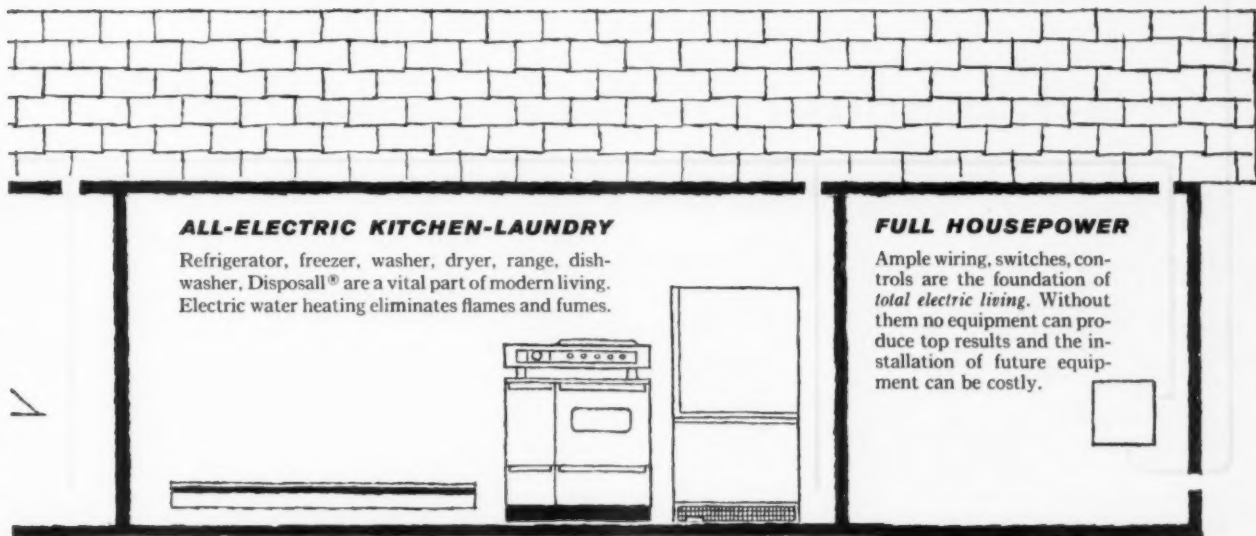 ALL-ELECTRIC KITCHEN-LAUNDRY
Refrigerator, freezer, washer, dryer, range, dish-
washer, Disposall® are a vital part of modern living.
Electric water heating eliminates flames and fumes.
FULL HOUSEPOWER
Ample wiring, switches, con-
trols are the foundation of
total electric living. Without
them no equipment can pro-
duce top results and the in-
stallation of future equip-
ment can be costly.